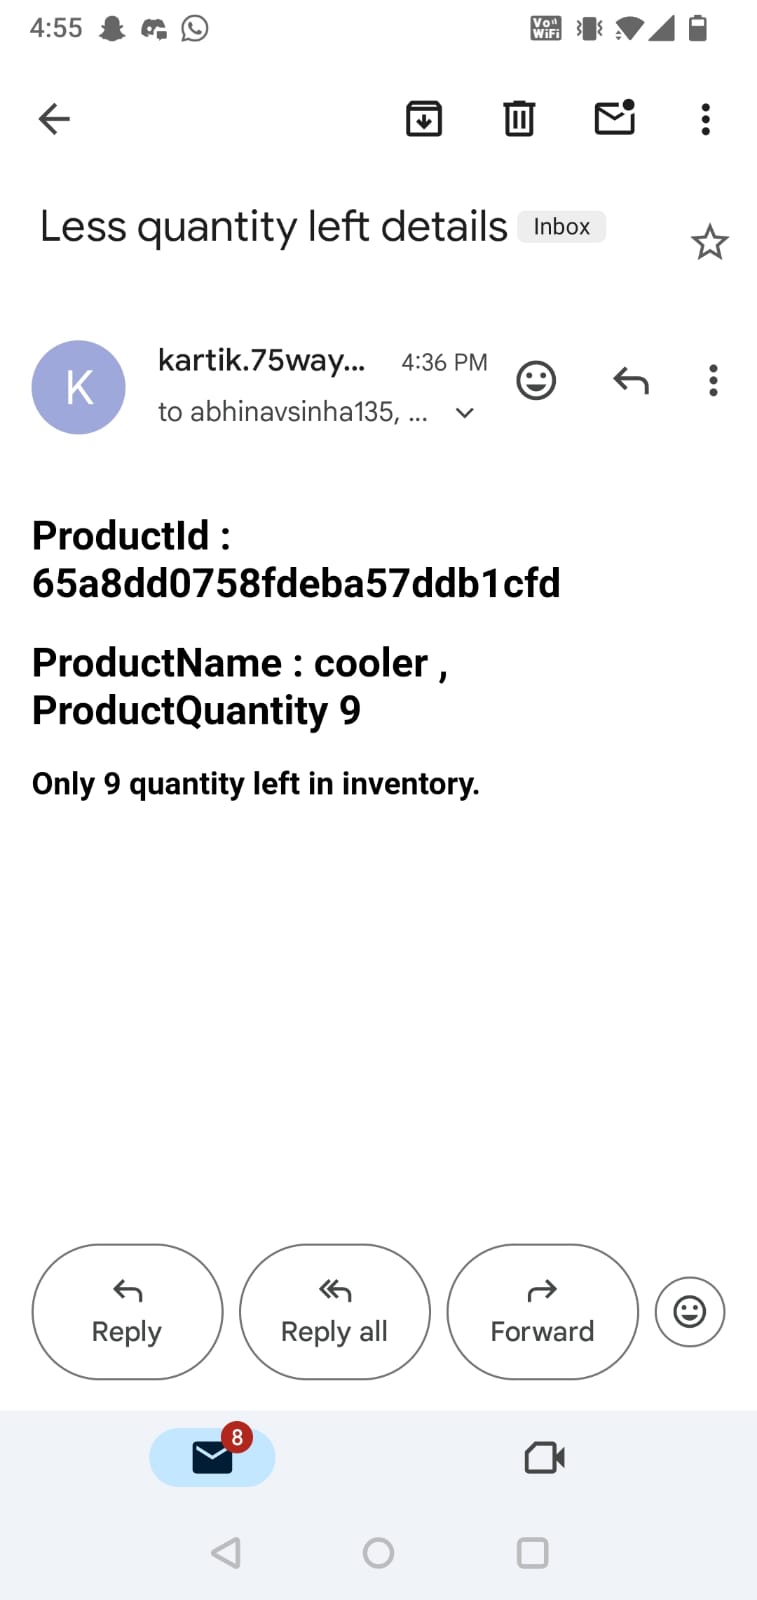 4:55
Vo))
WiFi
Less quantity left details Inbox
K
kartik.75way... 4:36 PM
to abhinavsinha135, ...
ProductId :
65a8dd0758fdeba57ddb1cfd
ProductName : cooler ,
ProductQuantity 9
Only 9 quantity left in inventory.
Reply Reply all Forward
8